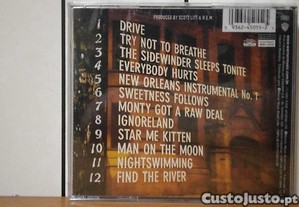 PRODUCED BY SCOTT LITT & R.E.M.
1 DRIVE
2 TRY NOT TO BREATHE
3 THE SIDEWINDER SLEEPS TONITE
4 EVERYBODY HURTS
5 NEW ORLEANS INSTRUMENTAL No. 1
6 SWEETNESS FOLLOWS
7 MONTY GOT A RAW DEAL
8 IGNORELAND
9 STAR ME KITTEN
10 MAN ON THE MOON
11 NIGHTSWIMMING
12 FIND THE RIVER
CustoJusto.pt